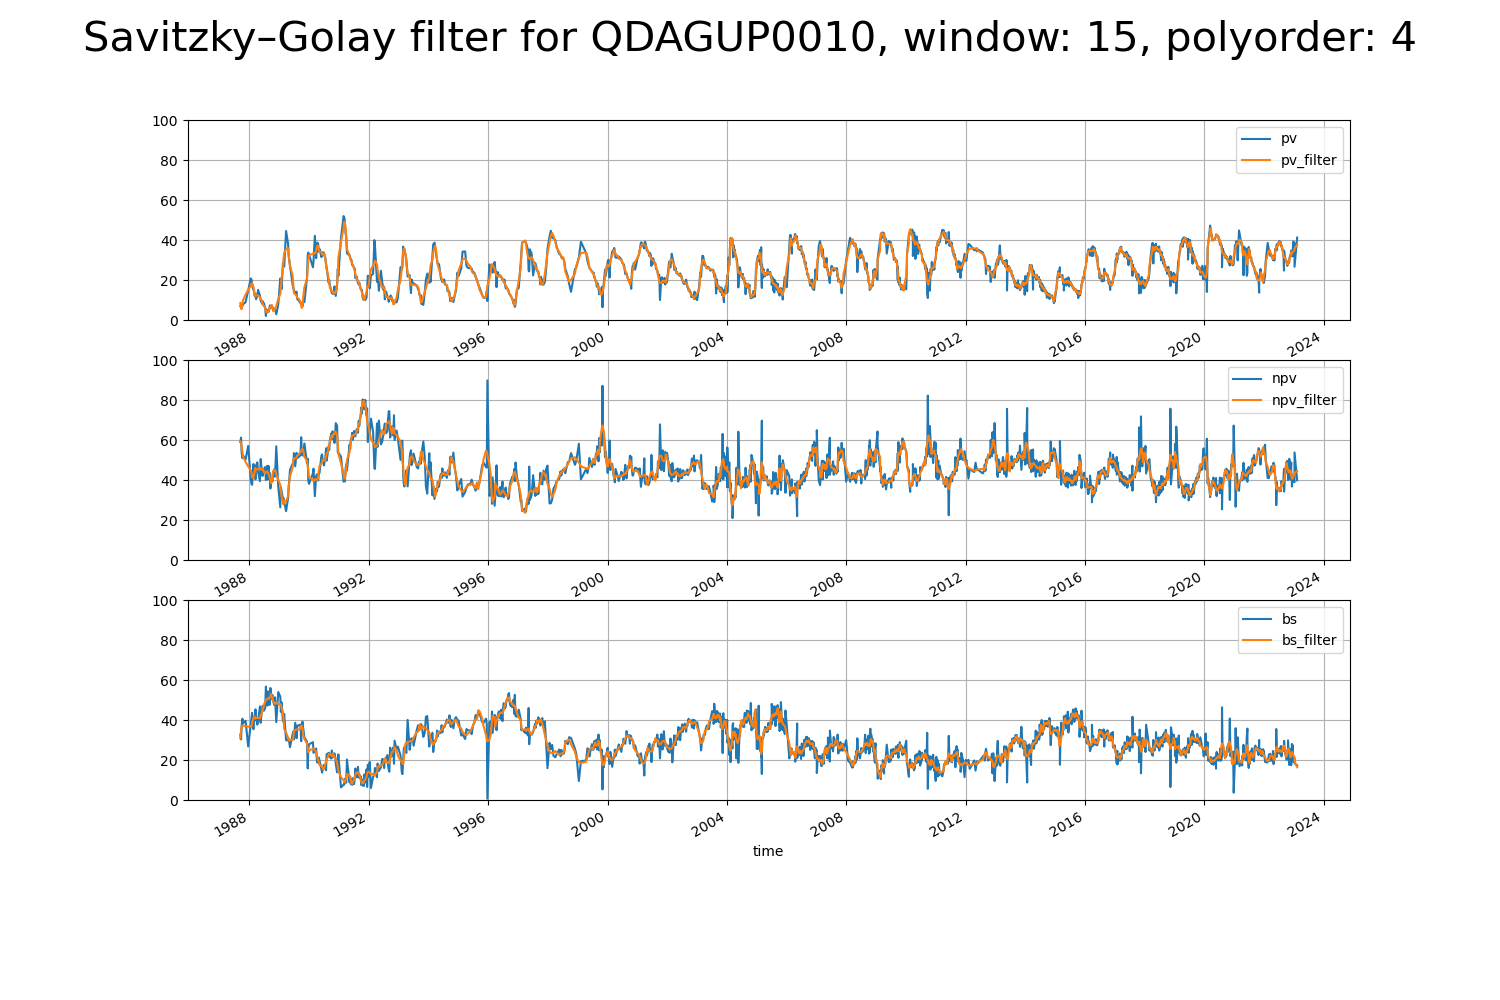 Savitzky–Golay filter for QDAGUP0010, window: 15, polyorder: 4
100
80
60
40
20
0
pv
pv_filter
1988 1992 1996 2000 2004 2008 2012 2016 2020 2024
100
80
60
40
20
0
npv
npv_filter
1988 1992 1996 2000 2004 2008 2012 2016 2020 2024
100
80
60
40
20
0
bs
bs_filter
1988 1992 1996 2000 2004 2008 2012 2016 2020 2024
time